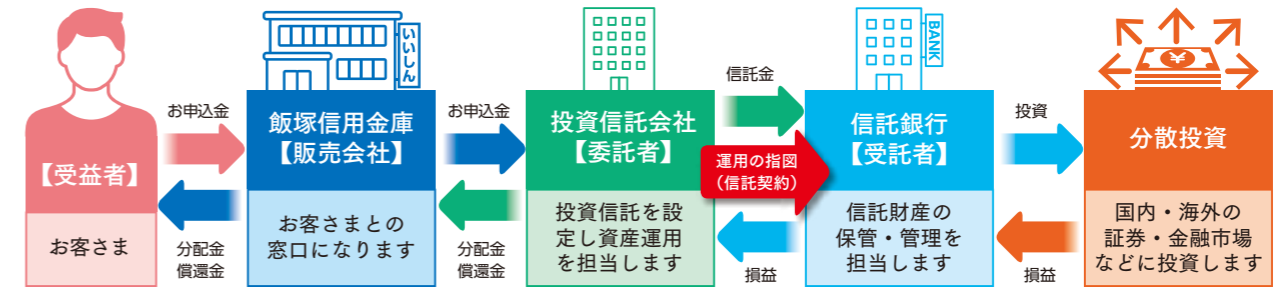 【受益者】
お客さま
お申込金
分配金
償還金
いいしん
飯塚信用金庫
【販売会社】
お客さまとの
窓口になります
お申込金
分配金
償還金
投資信託会社
【委託者】
投資信託を設
定し資産運用
を担当します
信託金
運用の指図
（信託契約）
損益
BANK
信託銀行
【受託者】
信託財産の
保管・管理を
担当します
投資
損益
¥
分散投資
国内・海外の
証券・金融市場
などに投資します